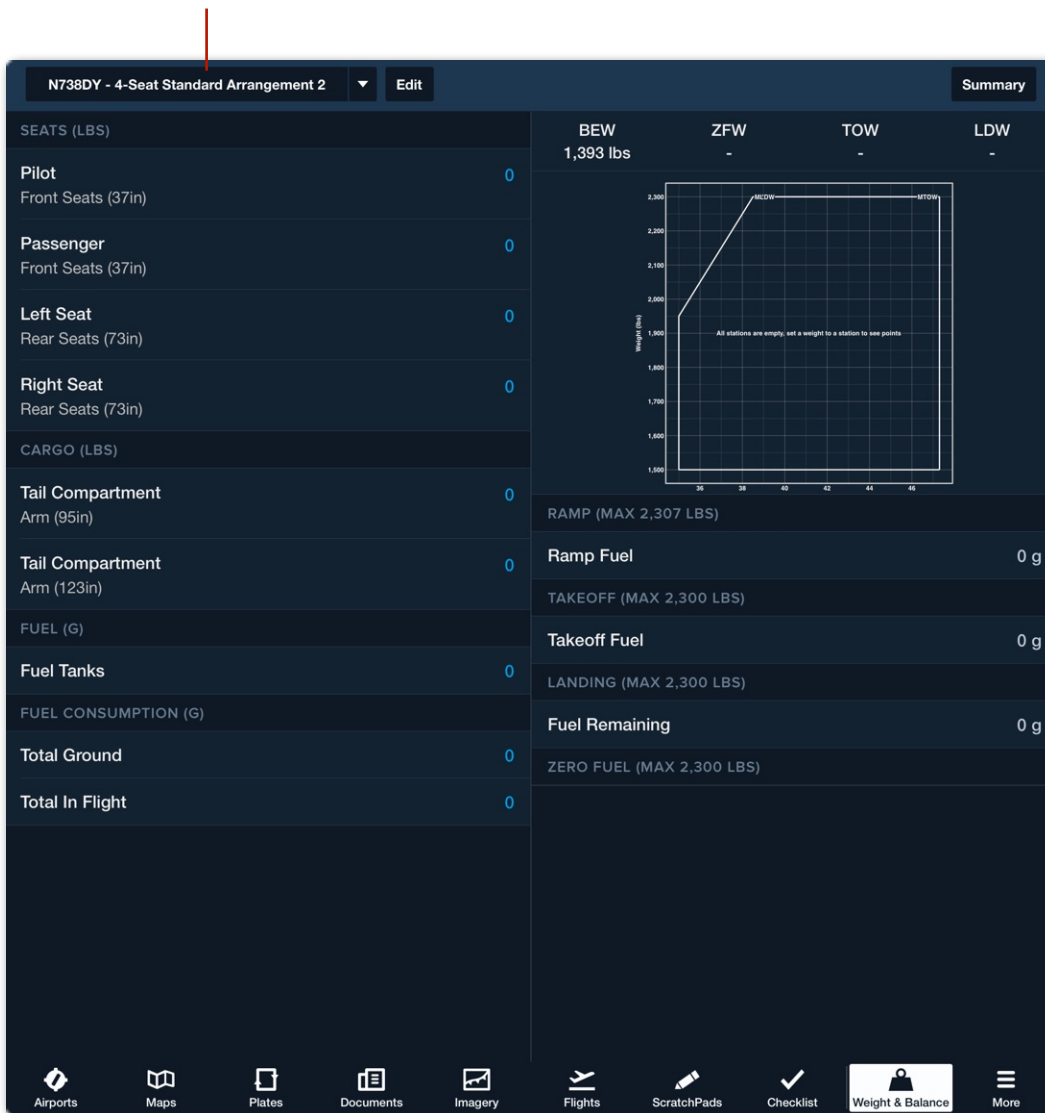 N738DY - 4-Seat Standard Arrangement 2
Edit
Summary
SEATS (LBS)
Pilot
0
Front Seats (37in)
Passenger
0
Front Seats (37in)
Left Seat
0
Rear Seats (73in)
Right Seat
0
Rear Seats (73in)
CARGO (LBS)
Tail Compartment
0
Arm (95in)
Tail Compartment
0
Arm (123in)
FUEL (G)
Fuel Tanks
0
FUEL CONSUMPTION (G)
Total Ground
0
Total In Flight
0
BEW ZFW TOW LDW
1,393 lbs - - -
2,300
MLDW
MTOW
2,200
2,100
2,000
1,900
1,800
1,700
1,600
1,500
Weight (lbs)
All stations are empty, set a weight to a station to see points
36 38 40 42 44 46
RAMP (MAX 2,307 LBS)
Ramp Fuel 0 g
TAKEOFF (MAX 2,300 LBS)
Takeoff Fuel 0 g
LANDING (MAX 2,300 LBS)
Fuel Remaining 0 g
ZERO FUEL (MAX 2,300 LBS)
Airports Maps Plates Documents Imagery Flights ScratchPads Checklist Weight & Balance More